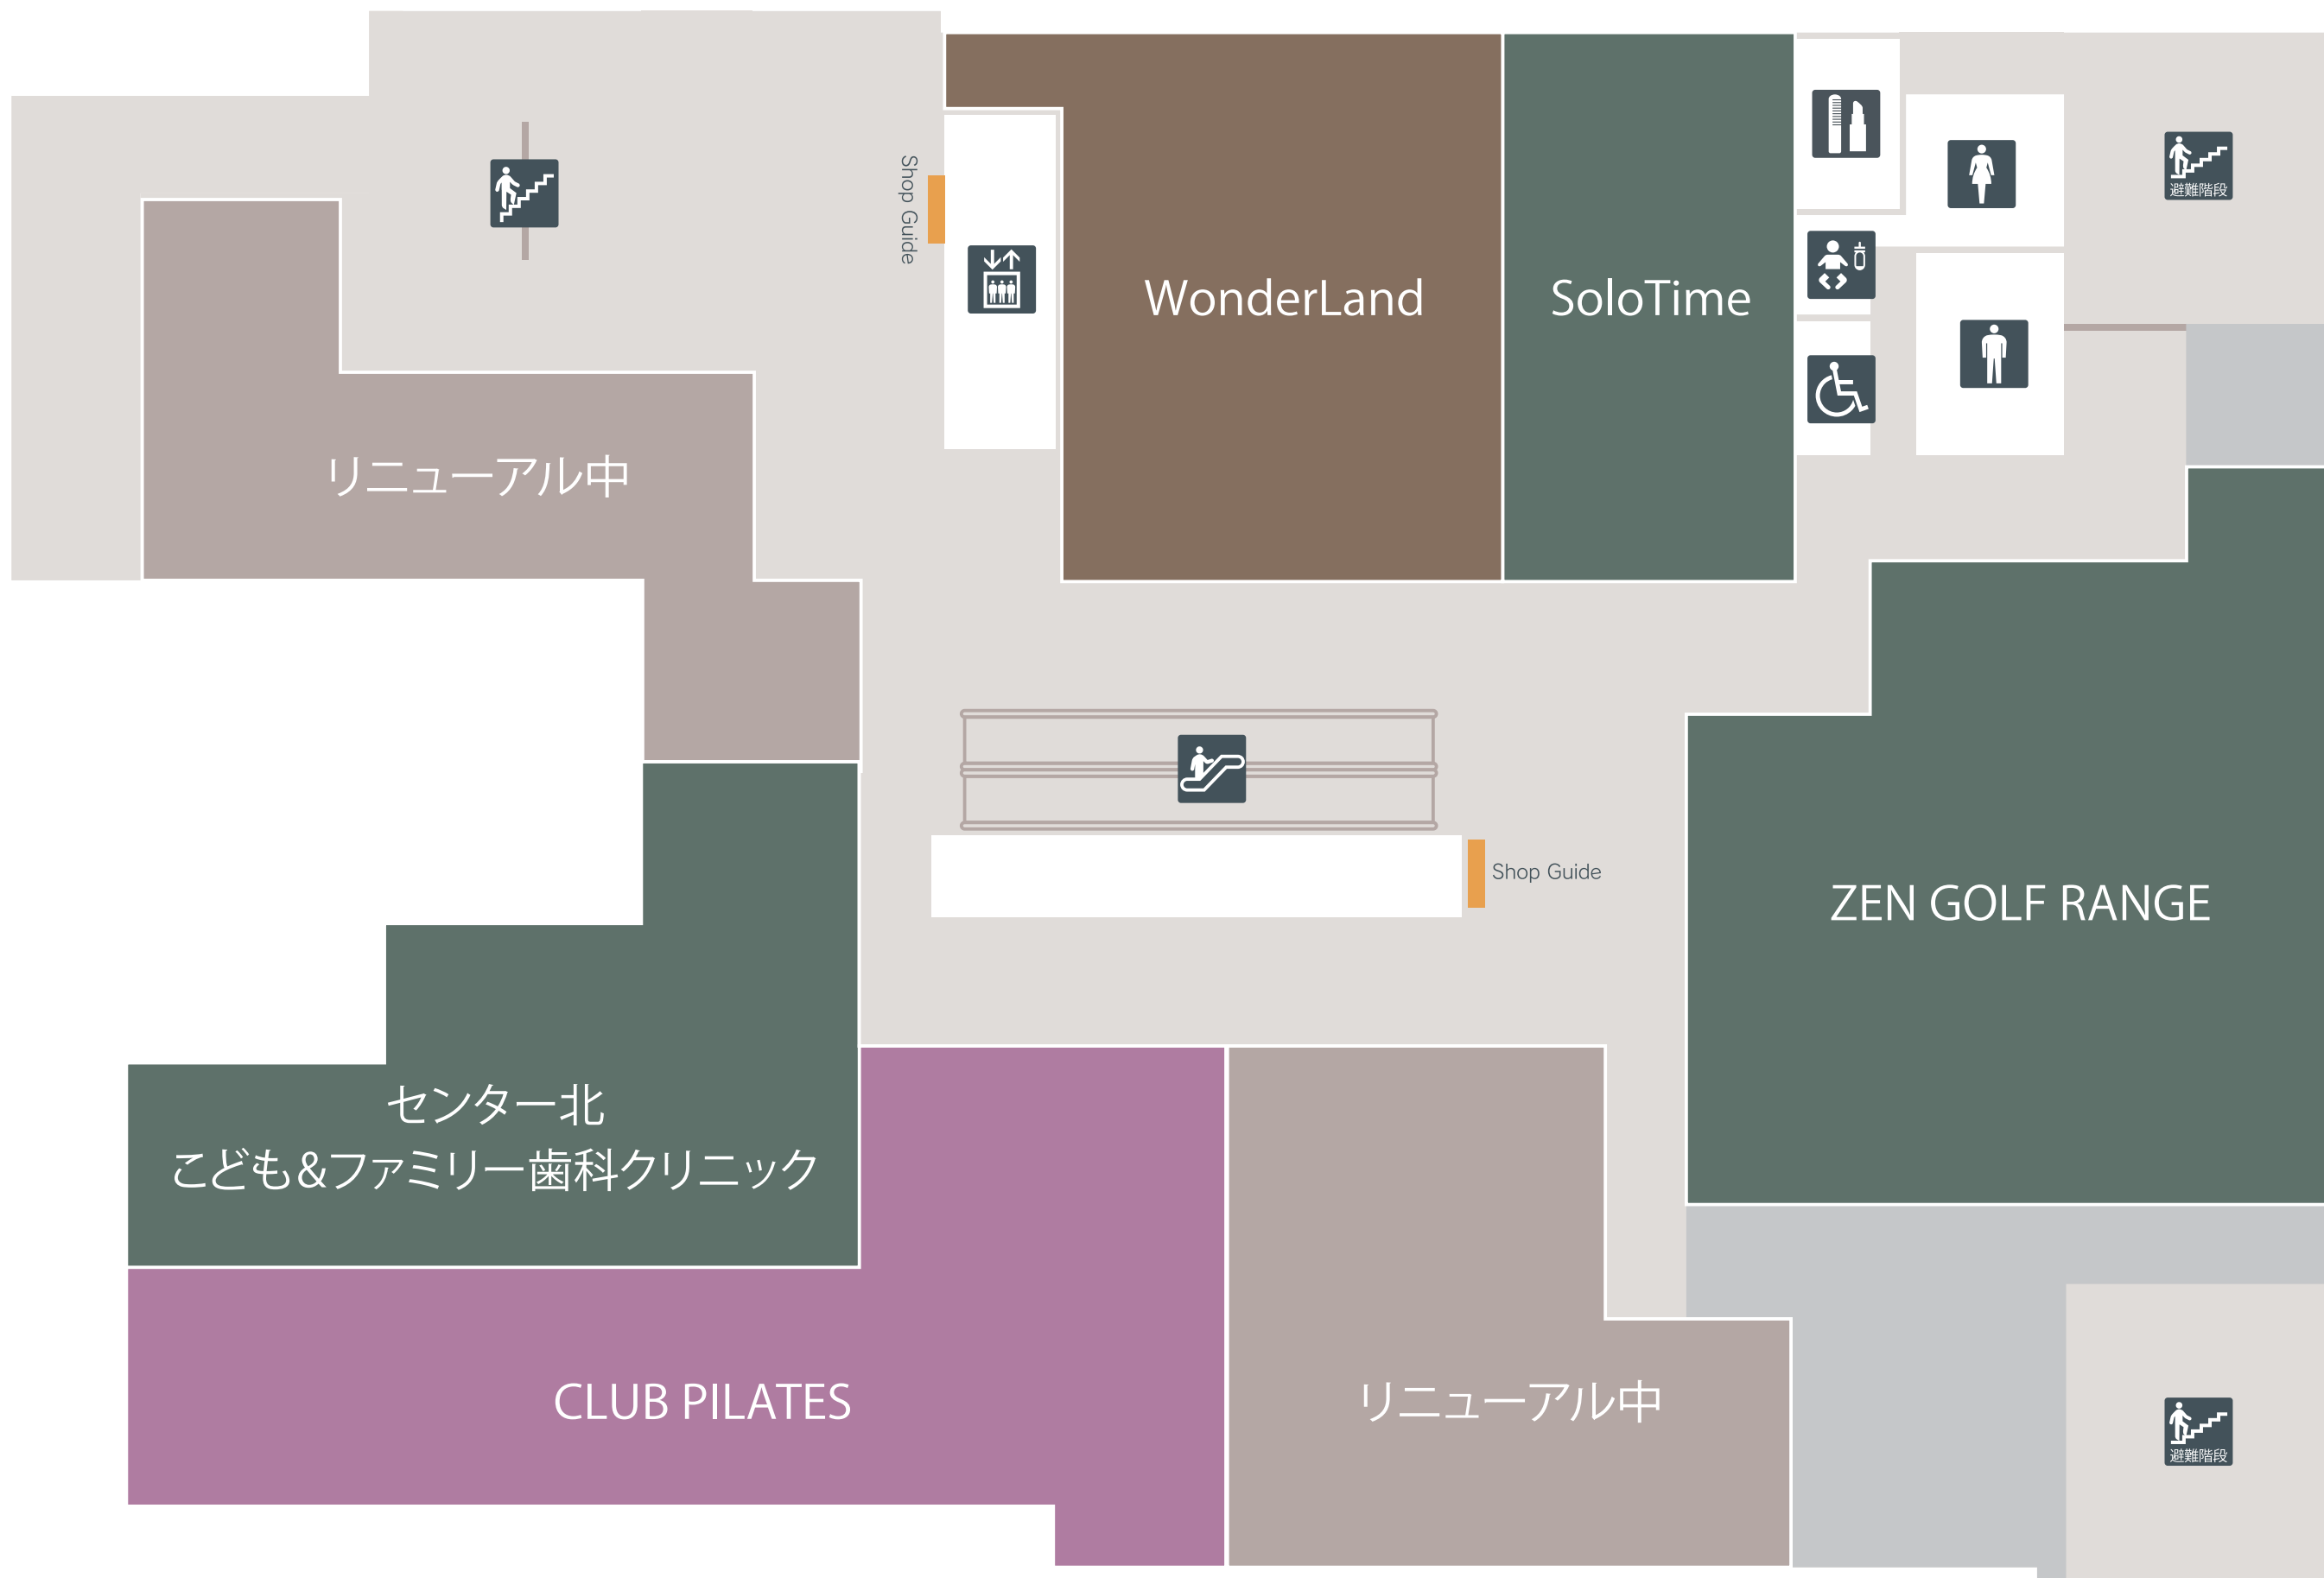 Shop Guide
避難階段
WonderLand
SoloTime
リニューアル中
Shop Guide
ZEN GOLF RANGE
センター北
こども&ファミリー歯科クリニック
CLUB PILATES
リニューアル中
避難階段